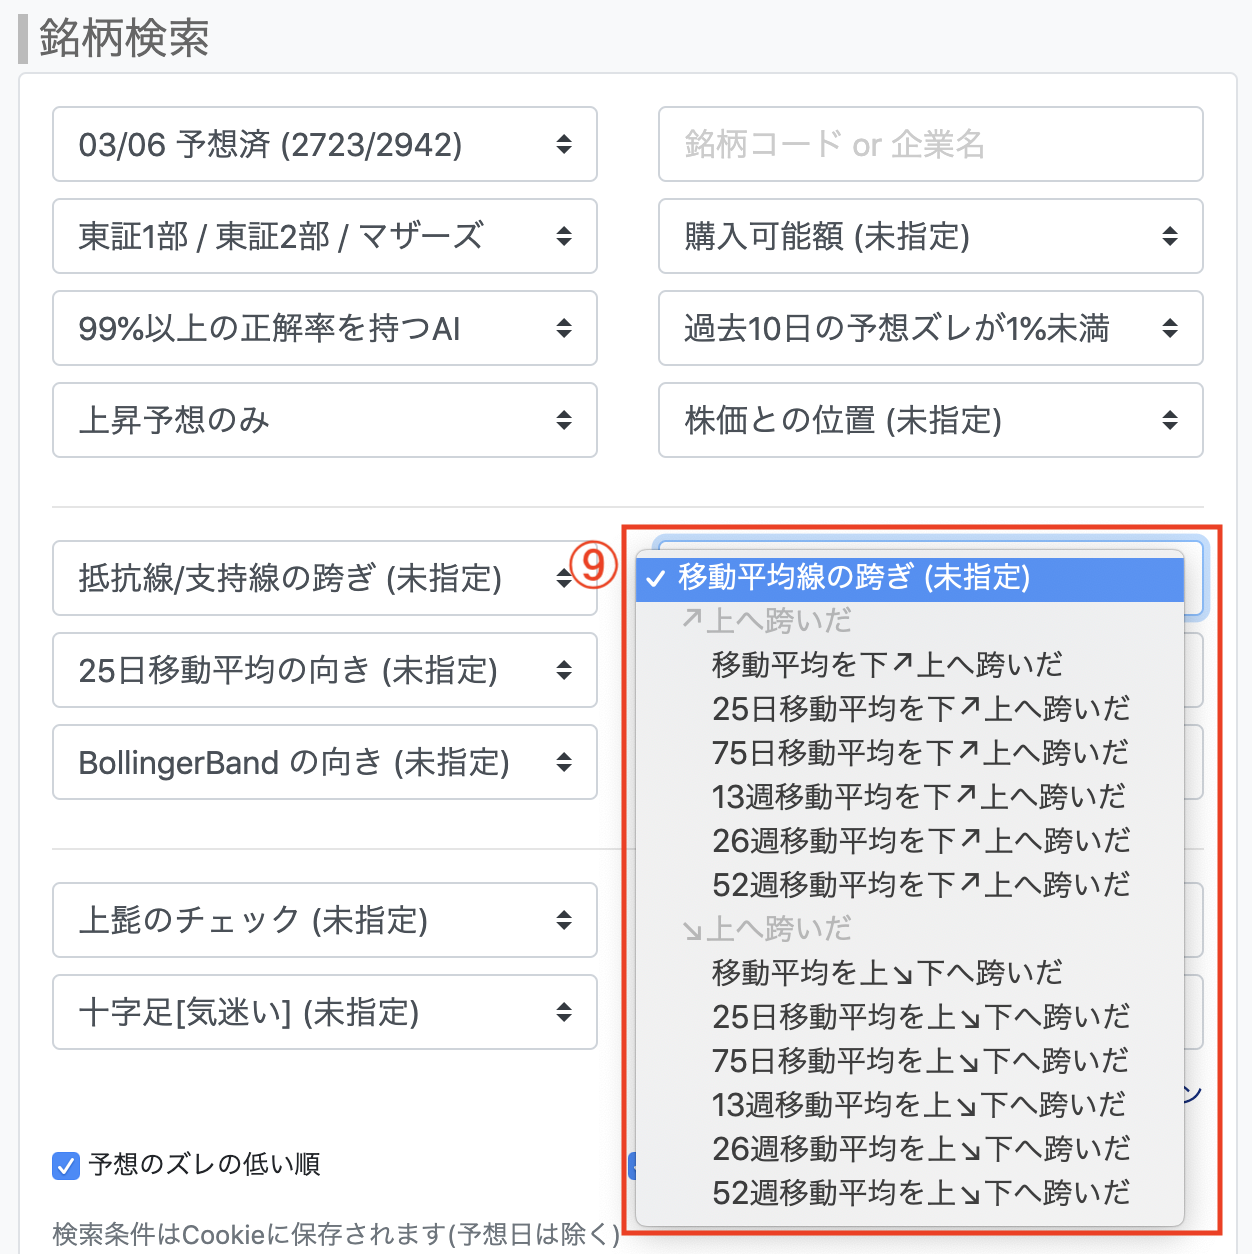 銘柄検索
03/06 予想済 (2723/2942)
銘柄コード or 企業名
東証1部 / 東証2部 / マザーズ
購入可能額 (未指定)
99%以上の正解率を持つAI
過去10日の予想ズレが1%未満
上昇予想のみ
株価との位置 (未指定)
抵抗線/支持線の跨ぎ (未指定)
⑨
25日移動平均の向き (未指定)
BollingerBand の向き (未指定)
上髭のチェック (未指定)
十字足[気迷い] (未指定)
✓ 移動平均線の跨ぎ (未指定)
↗上へ跨いだ
移動平均を下↗上へ跨いだ
25日移動平均を下↗上へ跨いだ
75日移動平均を下↗上へ跨いだ
13週移動平均を下↗上へ跨いだ
26週移動平均を下↗上へ跨いだ
52週移動平均を下↗上へ跨いだ
↘上へ跨いだ
移動平均を上↘下へ跨いだ
25日移動平均を上↘下へ跨いだ
75日移動平均を上↘下へ跨いだ
13週移動平均を上↘下へ跨いだ
26週移動平均を上↘下へ跨いだ
52週移動平均を上↘下へ跨いだ
ン
予想のズレの低い順
検索条件はCookieに保存されます(予想日は除く)